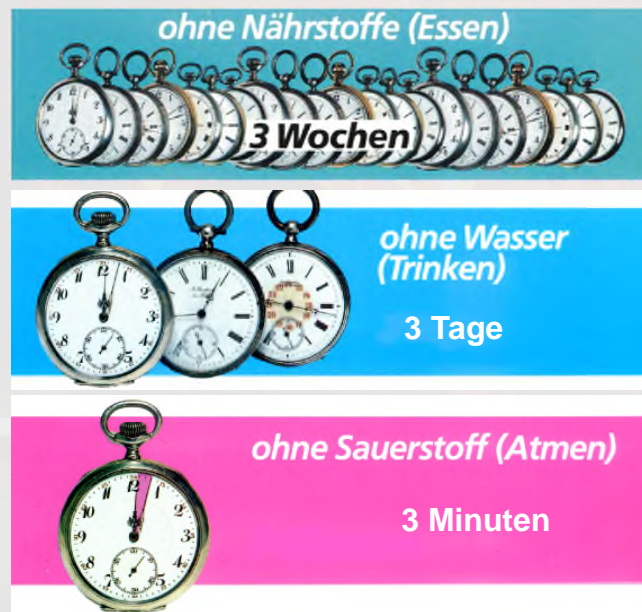 ohne Nährstoffe (Essen)
3 Wochen
ohne Wasser
(Trinken)
3 Tage
ohne Sauerstoff (Atmen)
3 Minuten